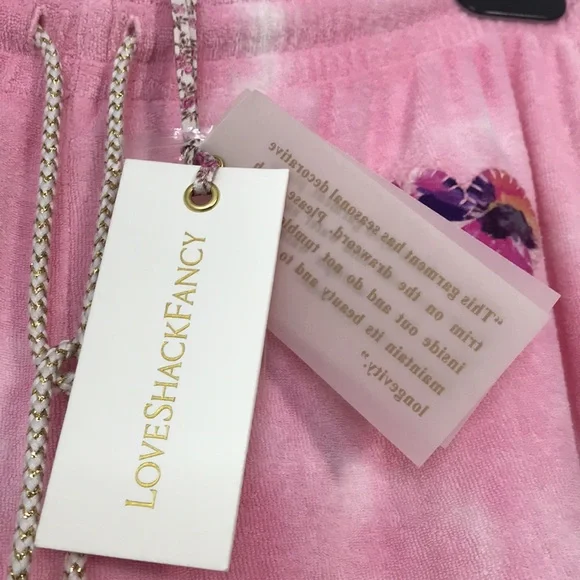 LOVESHACKFANCY
"This garment has seasonal decorative
trim on the drawcord. Please
inside out and do not tumble
maintain its beauty and to
longevity."